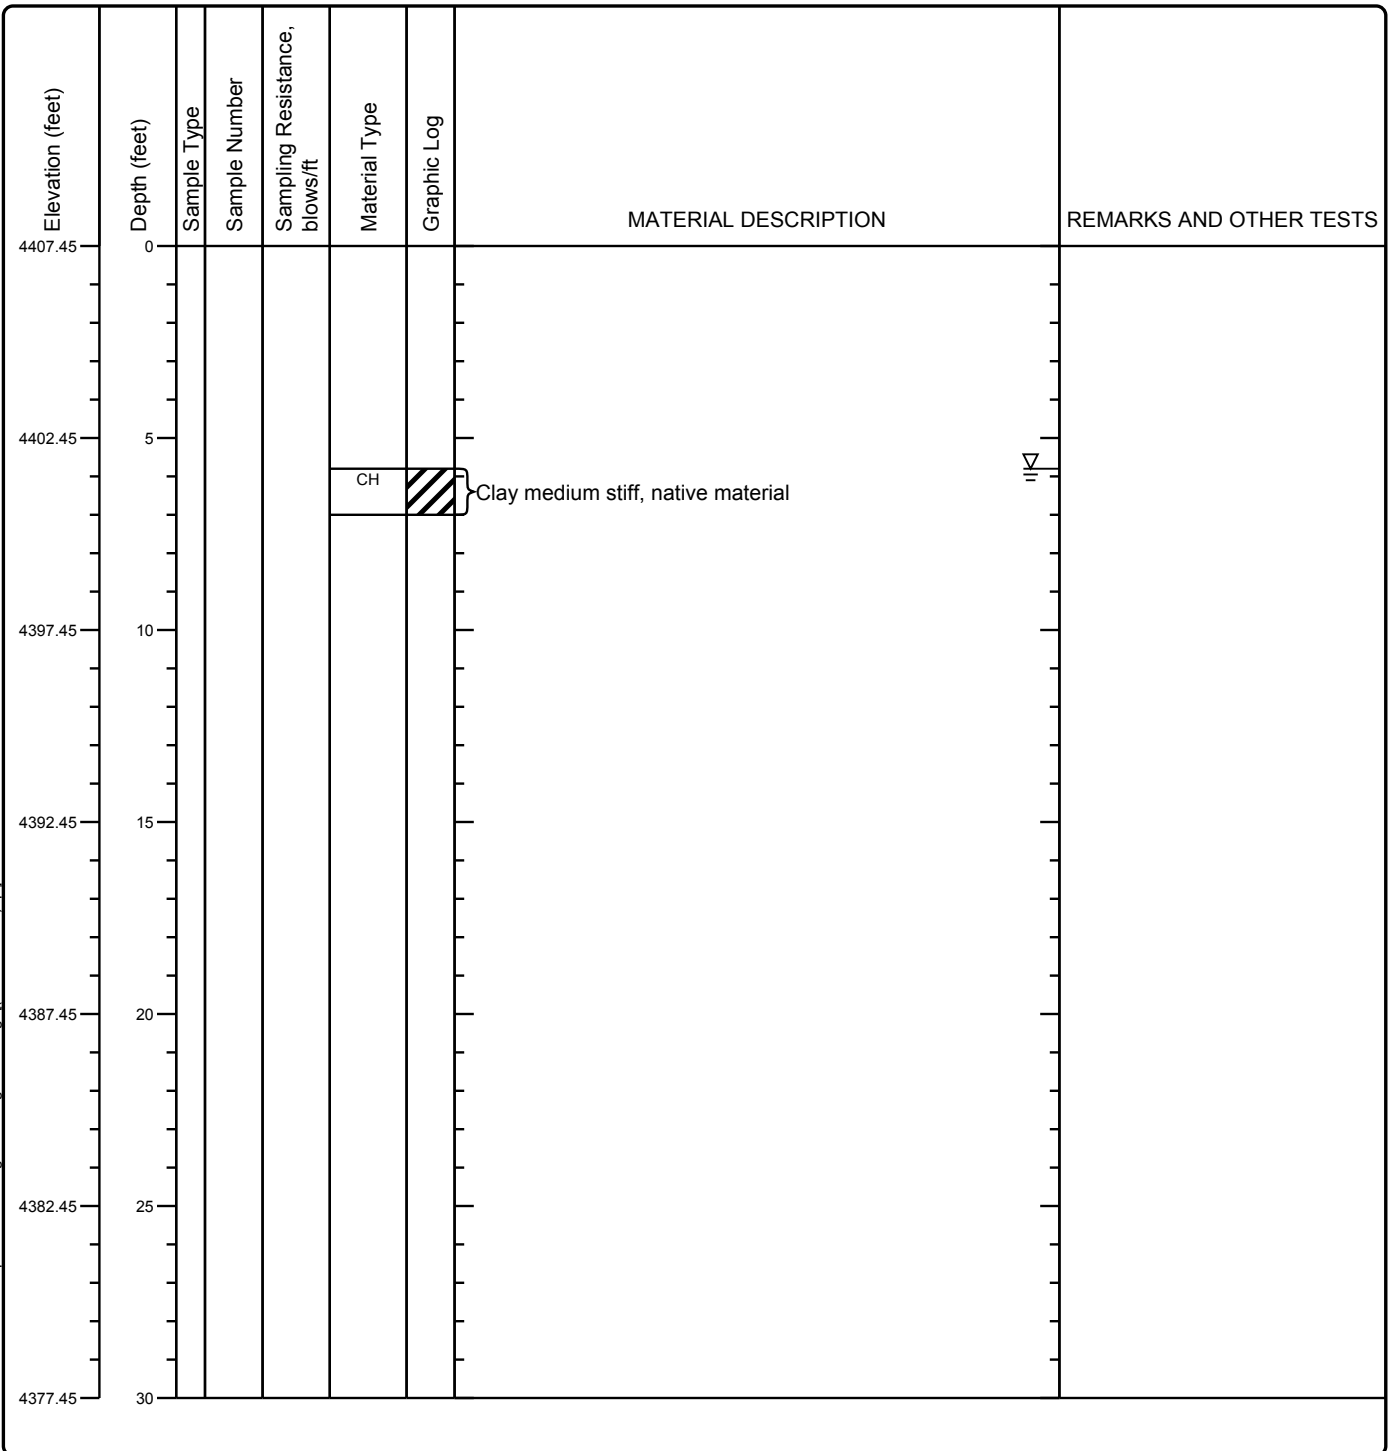 Elevation (feet)
Depth (feet)
Sample Type
Sample Number
Sampling Resistance,
blows/ft
Material Type
Graphic Log
MATERIAL DESCRIPTION
REMARKS AND OTHER TESTS
4407.45
0
4402.45
5
CH
Clay medium stiff, native material
4397.45
10
4392.45
15
4387.45
20
4382.45
25
4377.45
30